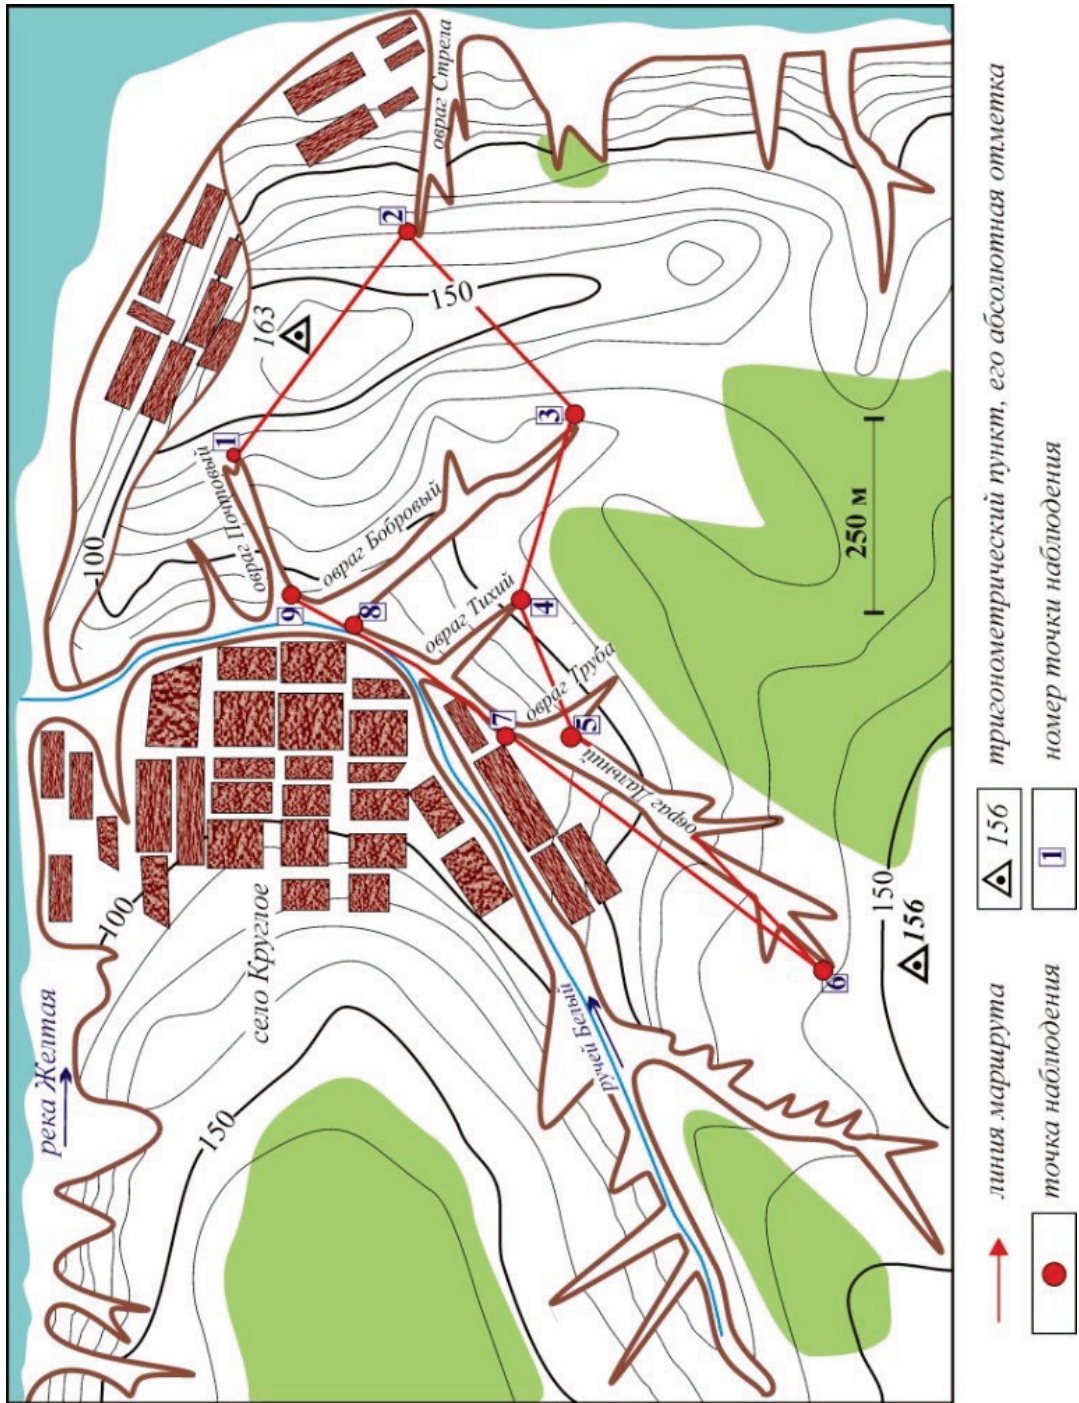 река Желтая
село Круглое
ручей Белый
овраг Стрела
овраг Почтовый
овраг Бобровый
овраг Тихий
овраг Труба
овраг Дальний
100
100
150
150
150
163
156
250 м
1
2
3
4
5
6
7
8
9
линия маршрута
точка наблюдения
156
тригонометрический пункт, его абсолютная отметка
1
номер точки наблюдения